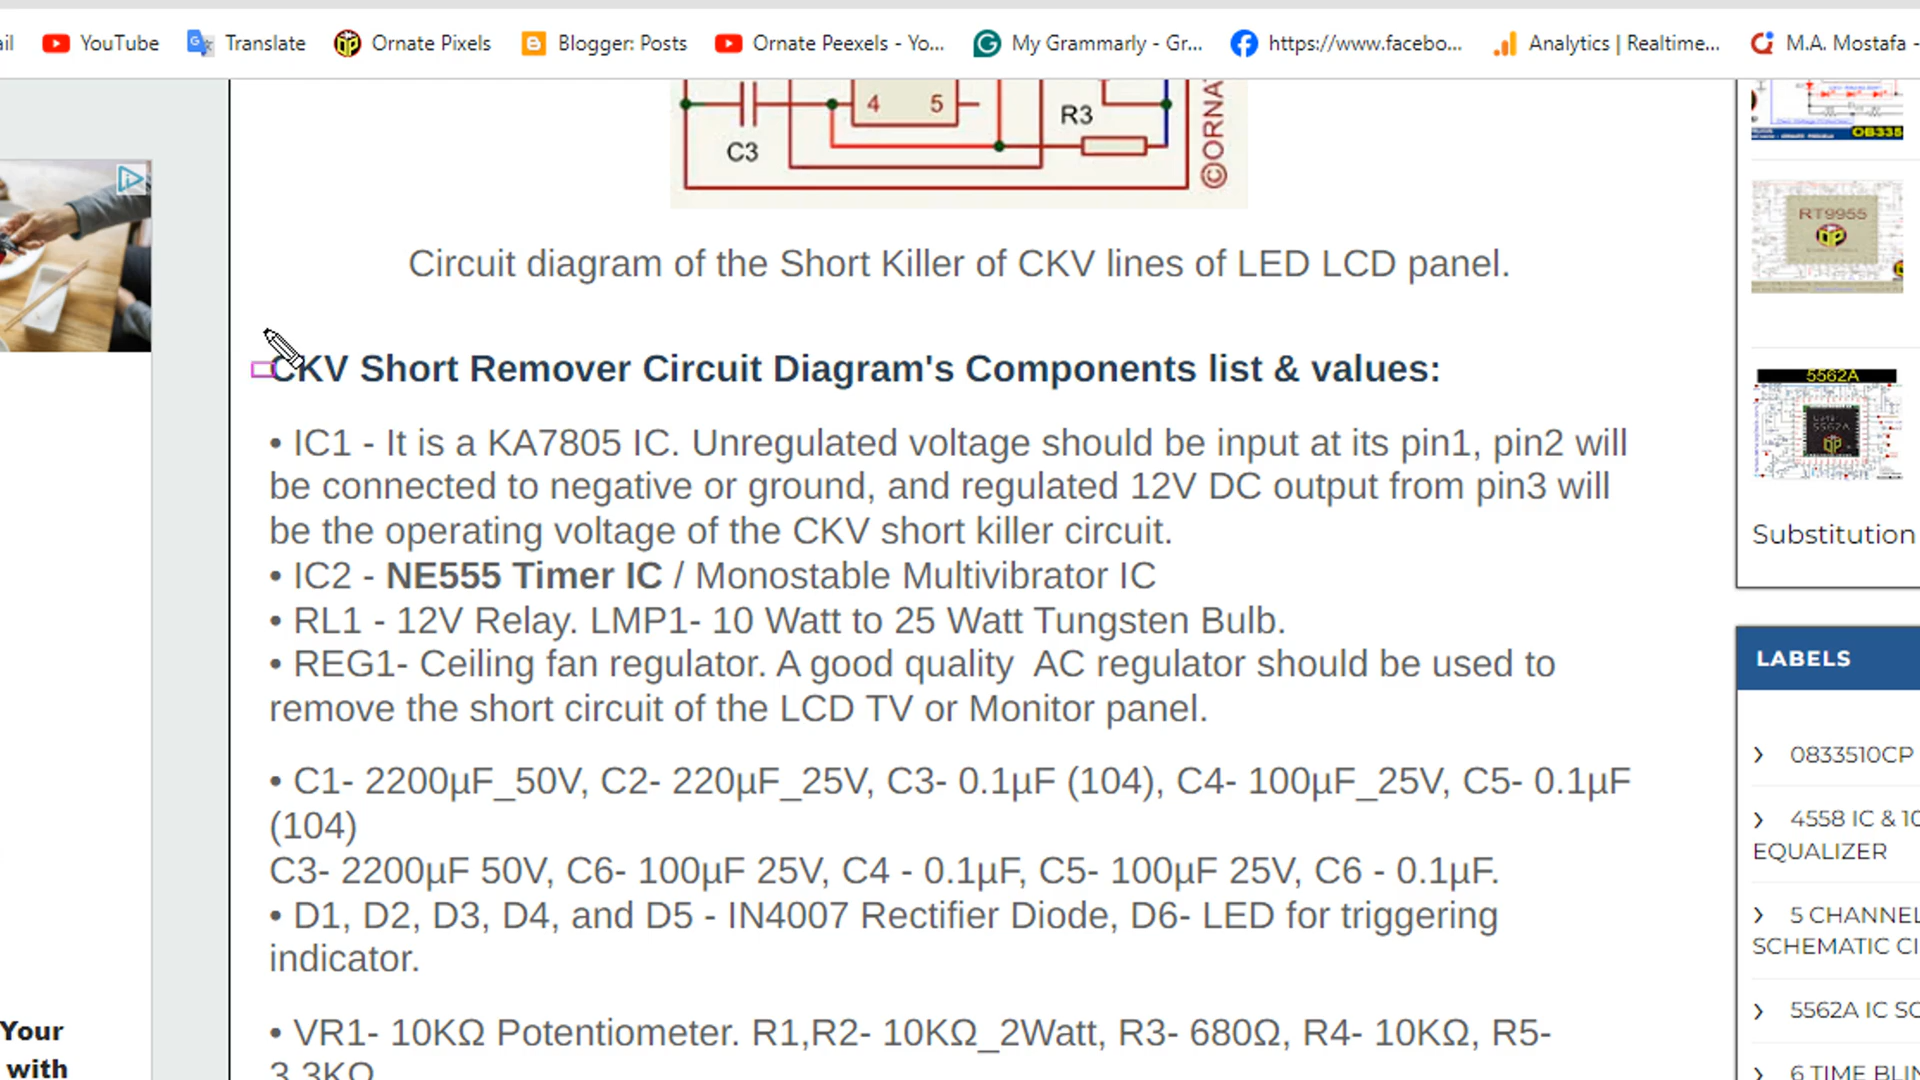 ail YouTube Translate Ornate Pixels Blogger: Posts Ornate Peexels - Yo... My Grammarly - Gr... https://www.facebo... Analytics | Realtime... M.A. Mostafa -
4 5
R3
C3
©ORNA
OB335
RT9955
5562A
Circuit diagram of the Short Killer of CKV lines of LED LCD panel.
CKV Short Remover Circuit Diagram's Components list & values:
• IC1 - It is a KA7805 IC. Unregulated voltage should be input at its pin1, pin2 will
be connected to negative or ground, and regulated 12V DC output from pin3 will
be the operating voltage of the CKV short killer circuit.
• IC2 - NE555 Timer IC / Monostable Multivibrator IC
• RL1 - 12V Relay. LMP1- 10 Watt to 25 Watt Tungsten Bulb.
• REG1- Ceiling fan regulator. A good quality  AC regulator should be used to
remove the short circuit of the LCD TV or Monitor panel.
• C1- 2200µF_50V, C2- 220µF_25V, C3- 0.1µF (104), C4- 100µF_25V, C5- 0.1µF
(104)
C3- 2200µF 50V, C6- 100µF 25V, C4 - 0.1µF, C5- 100µF 25V, C6 - 0.1µF.
• D1, D2, D3, D4, and D5 - IN4007 Rectifier Diode, D6- LED for triggering
indicator.
• VR1- 10KΩ Potentiometer. R1,R2- 10KΩ_2Watt, R3- 680Ω, R4- 10KΩ, R5-
3.3KΩ
Substitution
LABELS
0833510CP
4558 IC & 10
EQUALIZER
5 CHANNEL
SCHEMATIC CI
5562A IC SC
6 TIME BLIN
Your
with